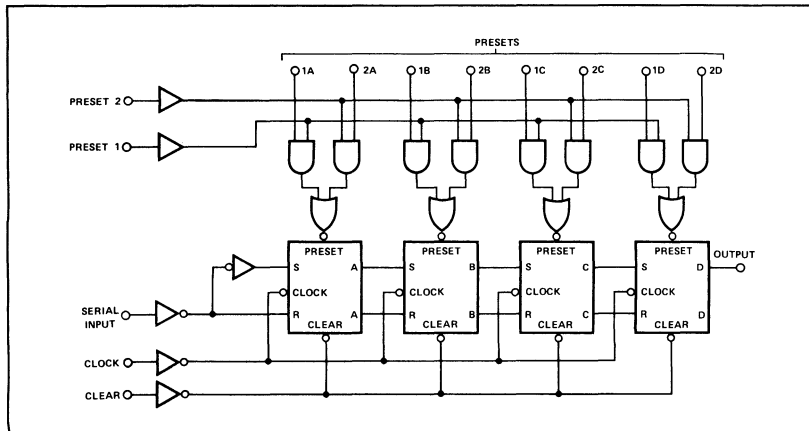 PRESETS
1A 2A 1B 2B 1C 2C 1D 2D
PRESET 2
PRESET 1
PRESET PRESET PRESET PRESET OUTPUT
S A S B S C S D
CLOCK CLOCK CLOCK CLOCK
SERIAL
INPUT
R A R B R C R D
CLEAR CLEAR CLEAR CLEAR
CLOCK
CLEAR